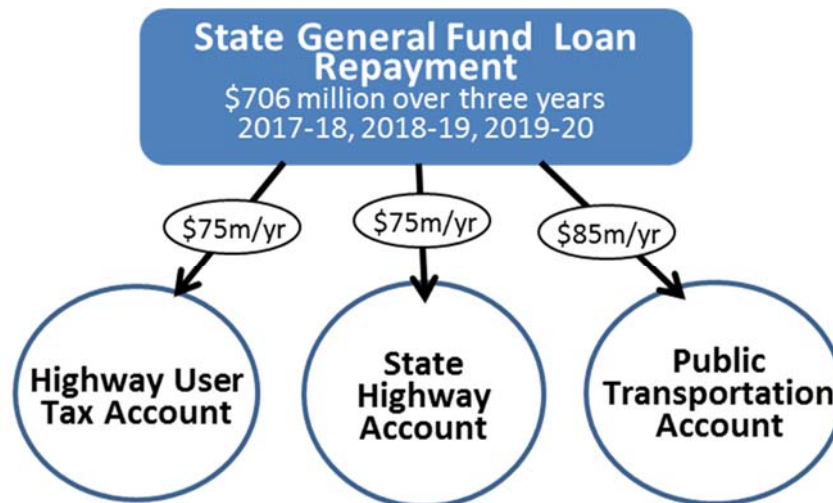 State General Fund Loan
Repayment
$706 million over three years
2017-18, 2018-19, 2019-20
$75m/yr
$75m/yr
$85m/yr
Highway User
Tax Account
State
Highway
Account
Public
Transportation
Account